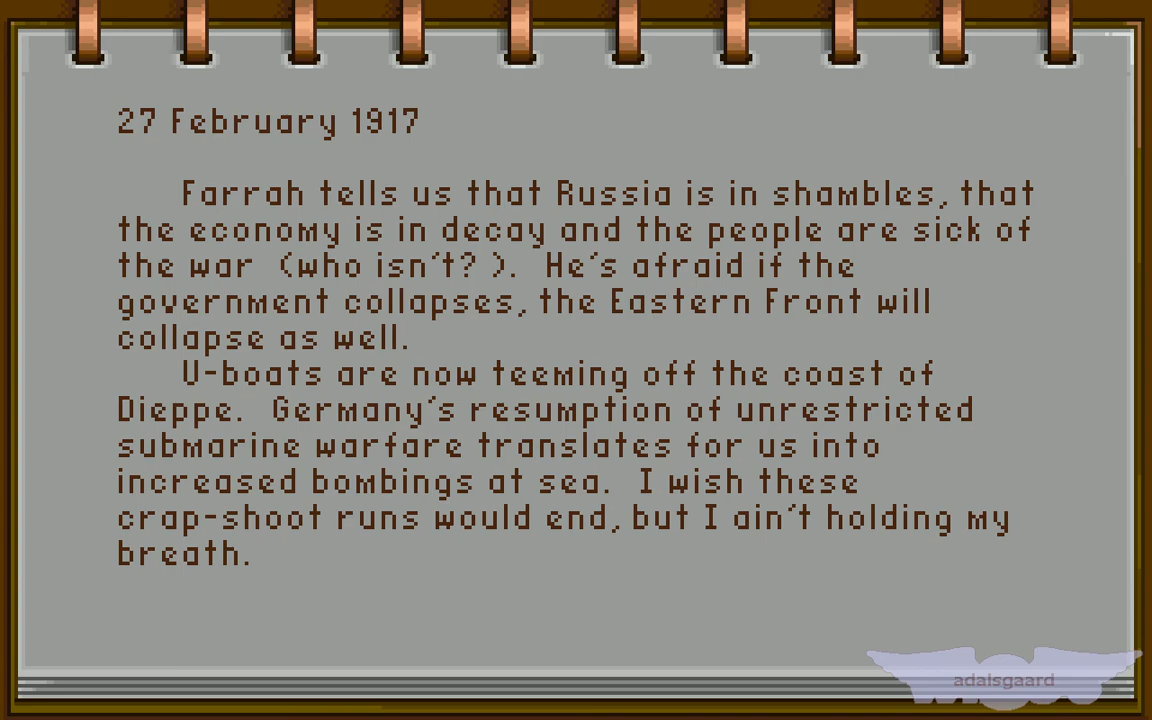 27 February 1917
Farrah tells us that Russia is in shambles, that
the economy is in decay and the people are sick of
the war (who isn't? ). He's afraid if the
government collapses, the Eastern Front will
collapse as well.
U-boats are now teeming off the coast of
Dieppe. Germany's resumption of unrestricted
submarine warfare translates for us into
increased bombings at sea. I wish these
crap-shoot runs would end, but I ain't holding my
breath.
adalsgaard